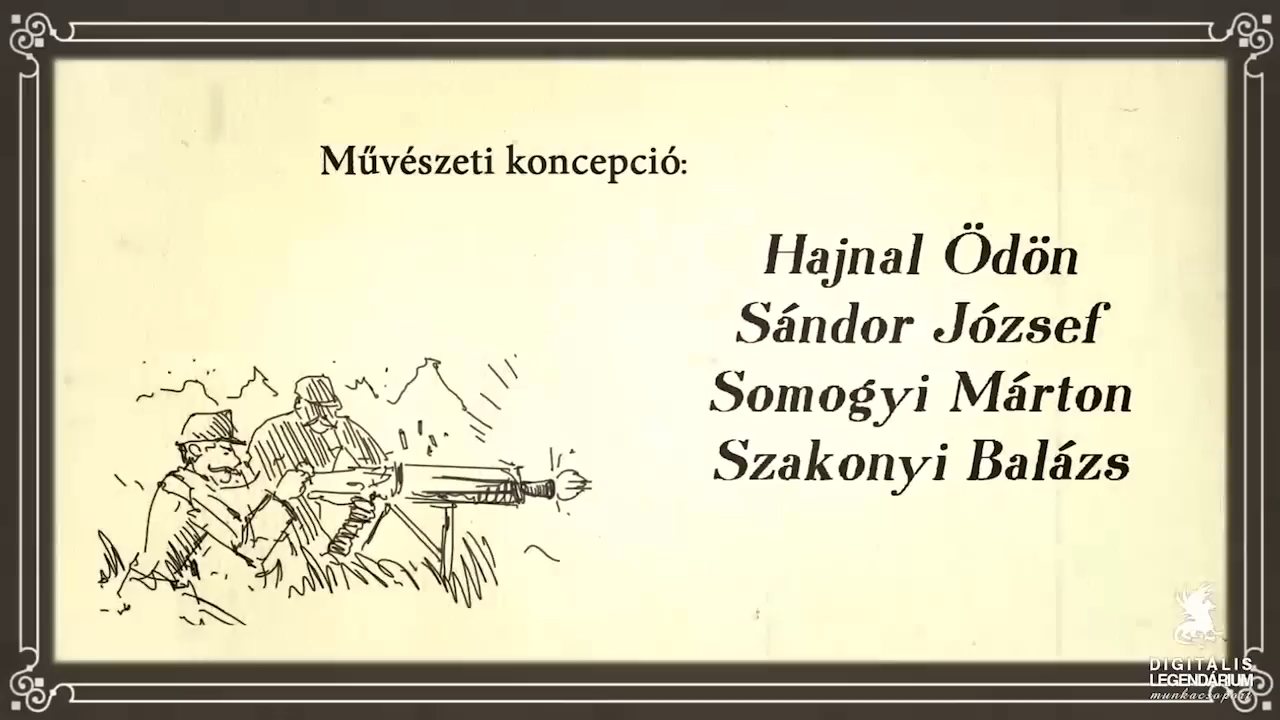 Művészeti koncepció:
Hajnal Ödön
Sándor József
Somogyi Márton
Szakonyi Balázs
DIGITÁLIS
LEGENDÁRIUM
munkacsoport